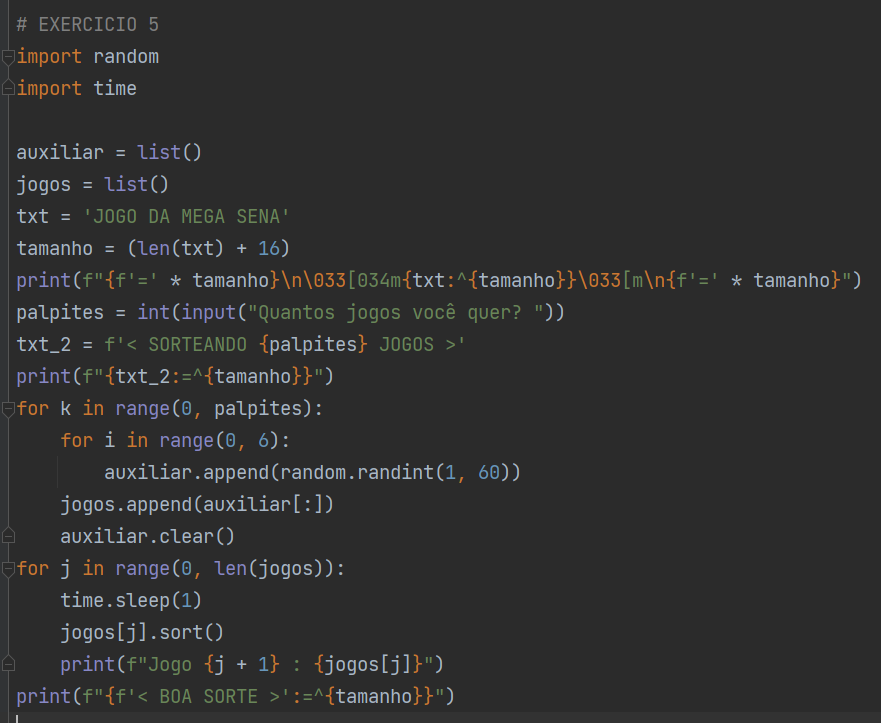 # EXERCICIO 5
import random
import time
auxiliar = list()
jogos = list()
txt = 'JOGO DA MEGA SENA'
tamanho = (len(txt) + 16)
print(f"{f'=' * tamanho}\n\033[034m{txt:^{tamanho}}\033[m\n{f'=' * tamanho}")
palpites = int(input("Quantos jogos você quer? "))
txt_2 = f'< SORTEANDO {palpites} JOGOS >'
print(f"{txt_2:=^{tamanho}}")
for k in range(0, palpites):
    for i in range(0, 6):
        auxiliar.append(random.randint(1, 60))
    jogos.append(auxiliar[:])
    auxiliar.clear()
for j in range(0, len(jogos)):
    time.sleep(1)
    jogos[j].sort()
    print(f"Jogo {j + 1} : {jogos[j]}")
print(f"{f'< BOA SORTE >':=^{tamanho}}")